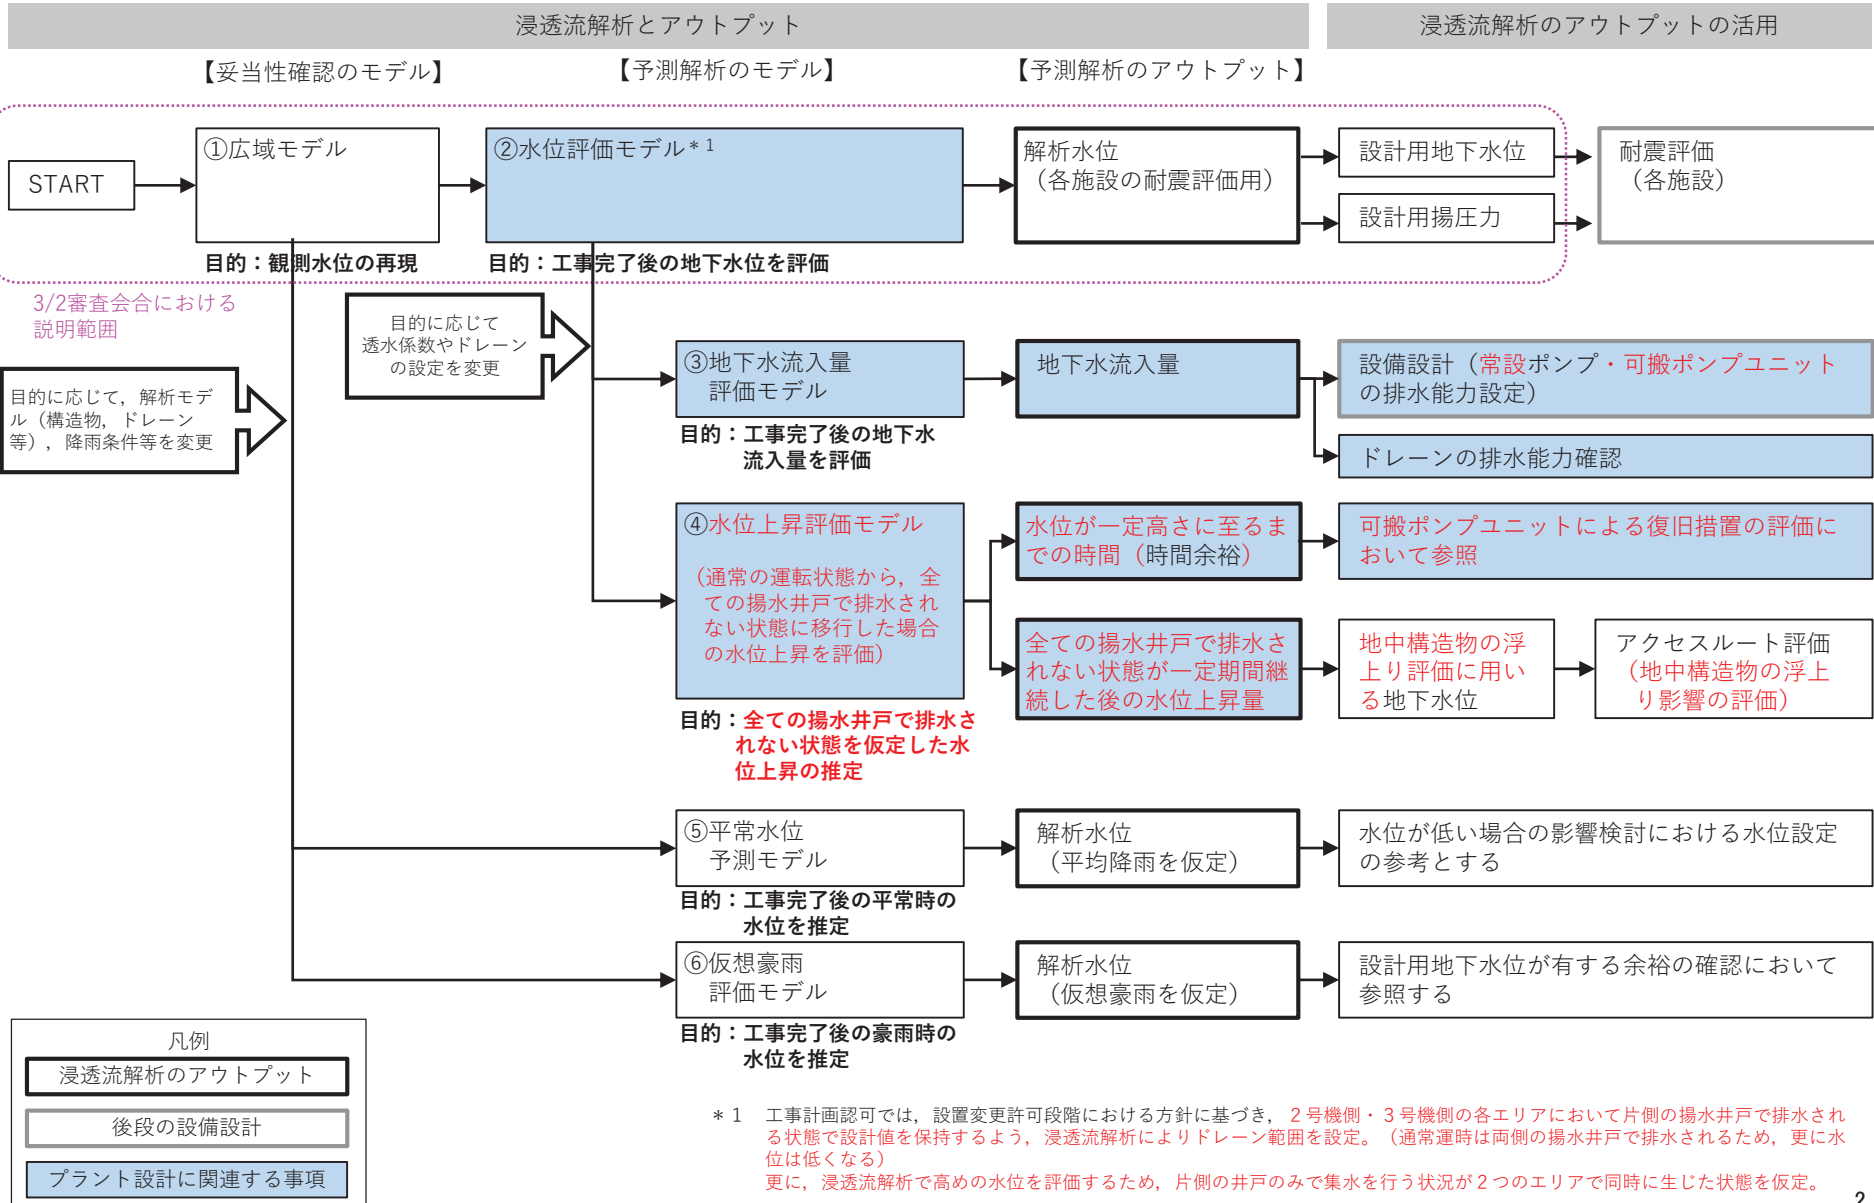 浸透流解析とアウトプット
浸透流解析のアウトプットの活用
【妥当性確認のモデル】
【予測解析のモデル】
【予測解析のアウトプット】
START
①広域モデル
目的：観測水位の再現
②水位評価モデル＊1
目的：工事完了後の地下水位を評価
解析水位
（各施設の耐震評価用）
設計用地下水位
設計用揚圧力
耐震評価
（各施設）
3/2審査会合における
説明範囲
目的に応じて，解析モデ
ル（構造物，ドレーン
等），降雨条件等を変更
目的に応じて
透水係数やドレーン
の設定を変更
③地下水流入量
評価モデル
目的：工事完了後の地下水
流入量を評価
地下水流入量
設備設計（常設ポンプ・可搬ポンプユニット
の排水能力設定）
ドレーンの排水能力確認
④水位上昇評価モデル
（通常の運転状態から，全
ての揚水井戸で排水され
ない状態に移行した場合
の水位上昇を評価）
目的：全ての揚水井戸で排水さ
れない状態を仮定した水
位上昇の推定
水位が一定高さに至るま
での時間（時間余裕）
可搬ポンプユニットによる復旧措置の評価に
おいて参照
全ての揚水井戸で排水さ
れない状態が一定期間継
続した後の水位上昇量
地中構造物の浮
上り評価に用い
る地下水位
アクセスルート評価
（地中構造物の浮上
り影響の評価）
⑤平常水位
予測モデル
目的：工事完了後の平常時の
水位を推定
解析水位
（平均降雨を仮定）
水位が低い場合の影響検討における水位設定
の参考とする
⑥仮想豪雨
評価モデル
目的：工事完了後の豪雨時の
水位を推定
解析水位
（仮想豪雨を仮定）
設計用地下水位が有する余裕の確認において
参照する
凡例
浸透流解析のアウトプット
後段の設備設計
プラント設計に関連する事項
＊1 工事計画認可では，設置変更許可段階における方針に基づき，２号機側・３号機側の各エリアにおいて片側の揚水井戸で排水され
る状態で設計値を保持するよう，浸透流解析によりドレーン範囲を設定。（通常運時は両側の揚水井戸で排水されるため，更に水
位は低くなる）
更に，浸透流解析で高めの水位を評価するため，片側の井戸のみで集水を行う状況が２つのエリアで同時に生じた状態を仮定。
2